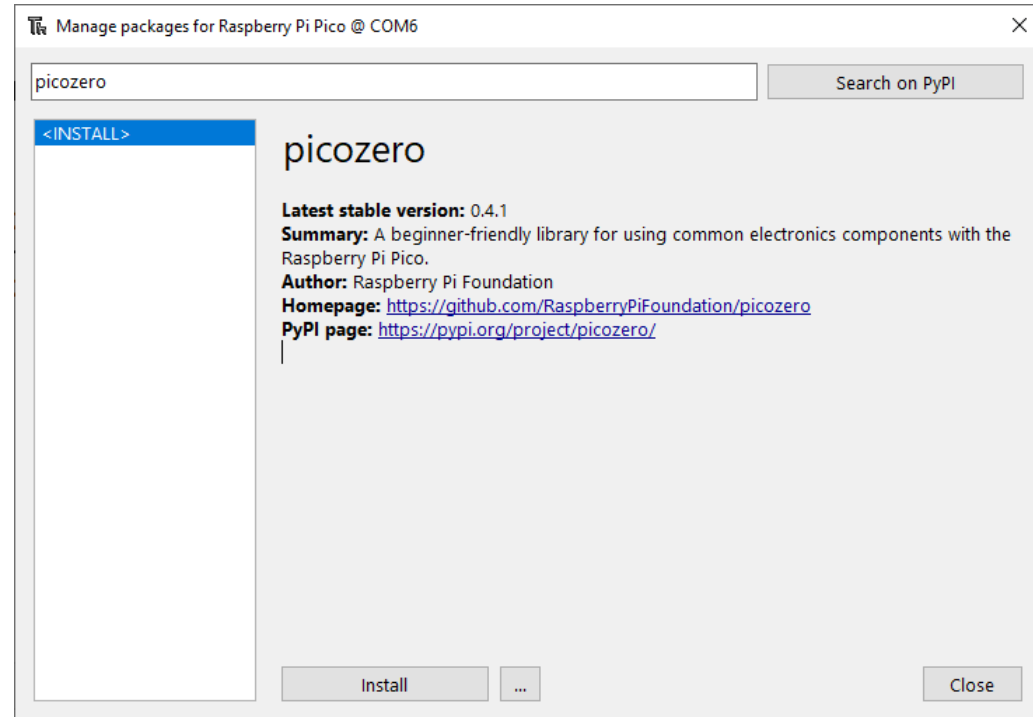 Manage packages for Raspberry Pi Pico @ COM6
picozero
Search on PyPI
<INSTALL>
picozero
Latest stable version: 0.4.1
Summary: A beginner-friendly library for using common electronics components with the
Raspberry Pi Pico.
Author: Raspberry Pi Foundation
Homepage: https://github.com/RaspberryPiFoundation/picozero
PyPI page: https://pypi.org/project/picozero/
Install
...
Close